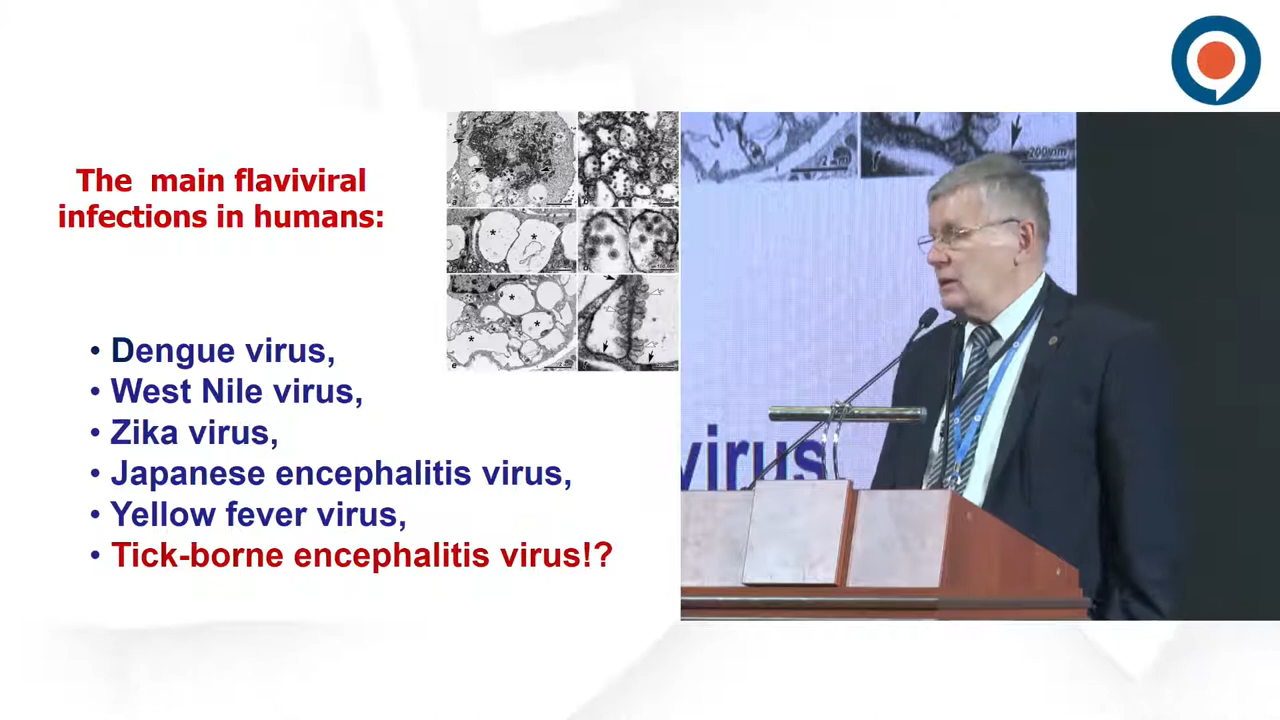 The main flaviviral
infections in humans:
• Dengue virus,
• West Nile virus,
• Zika virus,
• Japanese encephalitis virus,
• Yellow fever virus,
• Tick-borne encephalitis virus!?
a
e
f
200nm
virus